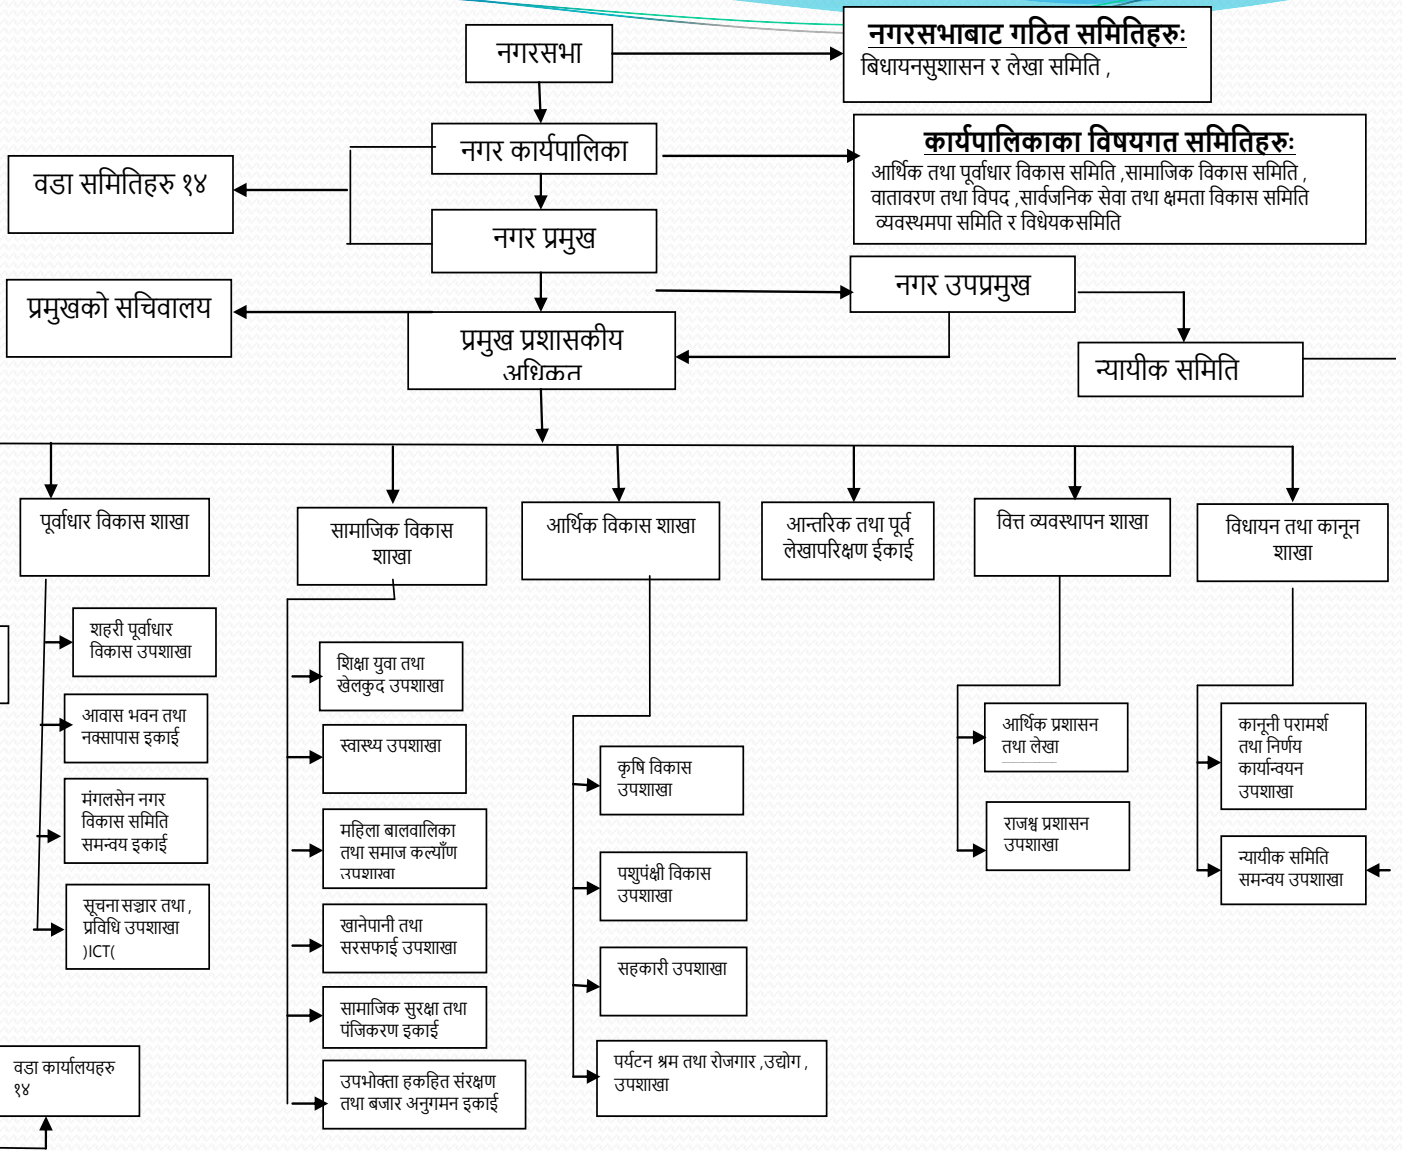 नगरसभा
नगरसभाबाट गठित समितिहरुः
बिधायनसुशासन र लेखा समिति ,
नगर कार्यपालिका
कार्यपालिकाका विषयगत समितिहरुः
आर्थिक तथा पूर्वाधार विकास समिति ,सामाजिक विकास समिति ,
वातावरण तथा विपद ,सार्वजनिक सेवा तथा क्षमता विकास समिति
व्यवस्थमपा समिति र विधेयकसमिति
वडा समितिहरु १४
नगर प्रमुख
प्रमुखको सचिवालय
नगर उपप्रमुख
प्रमुख प्रशासकीय
अधिकृत
न्यायीक समिति
पूर्वाधार विकास शाखा
सामाजिक विकास
शाखा
आर्थिक विकास शाखा
आन्तरिक तथा पूर्व
लेखापरिक्षण ईकाई
वित्त व्यवस्थापन शाखा
विधायन तथा कानून
शाखा
शहरी पूर्वाधार
विकास उपशाखा
आवास भवन तथा
नक्सापास इकाई
मंगलसेन नगर
विकास समिति
समन्वय इकाई
सूचना सञ्चार तथा ,
प्रविधि उपशाखा
)ICT(
वडा कार्यालयहरु
१४
शिक्षा युवा तथा
खेलकुद उपशाखा
स्वास्थ्य उपशाखा
महिला बालवालिका
तथा समाज कल्याँण
उपशाखा
खानेपानी तथा
सरसफाई उपशाखा
सामाजिक सुरक्षा तथा
पंजिकरण इकाई
उपभोक्ता हकहित संरक्षण
तथा बजार अनुगमन इकाई
कृषि विकास
उपशाखा
पशुपंक्षी विकास
उपशाखा
सहकारी उपशाखा
पर्यटन श्रम तथा रोजगार ,उद्योग ,
उपशाखा
आर्थिक प्रशासन
तथा लेखा
राजश्व प्रशासन
उपशाखा
कानूनी परामर्श
तथा निर्णय
कार्यान्वयन
उपशाखा
न्यायीक समिति
समन्वय उपशाखा